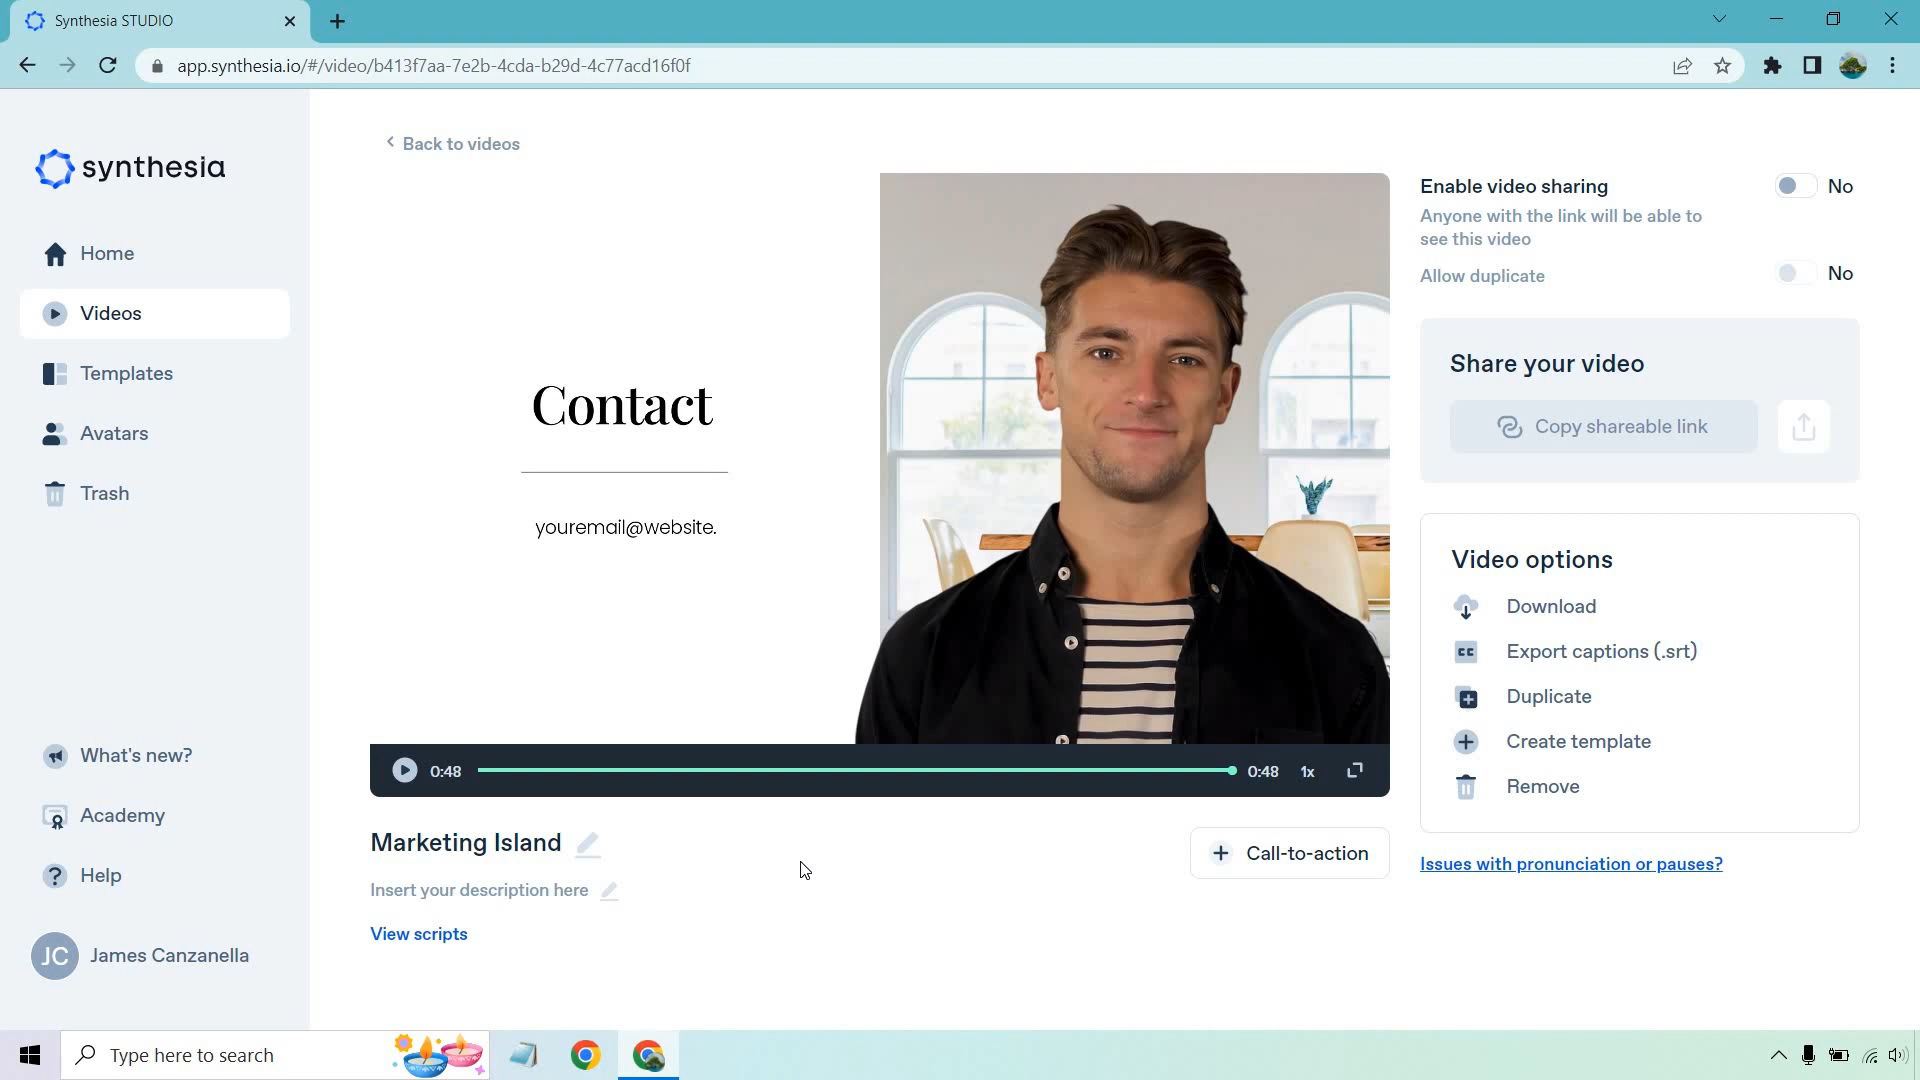 Synthesia STUDIO
app.synthesia.io/#/video/b413f7aa-7e2b-4cda-b29d-4c77acd16f0f
synthesia
Home
Videos
Templates
Avatars
Trash
What's new?
Academy
Help
JC
James Canzanella
Back to videos
Contact
youremail@website.
0:48
0:48
1x
Marketing Island
Insert your description here
View scripts
Call-to-action
Enable video sharing
No
Anyone with the link will be able to
see this video
Allow duplicate
No
Share your video
Copy shareable link
Video options
Download
CC
Export captions (.srt)
Duplicate
Create template
Remove
Issues with pronunciation or pauses?
Type here to search